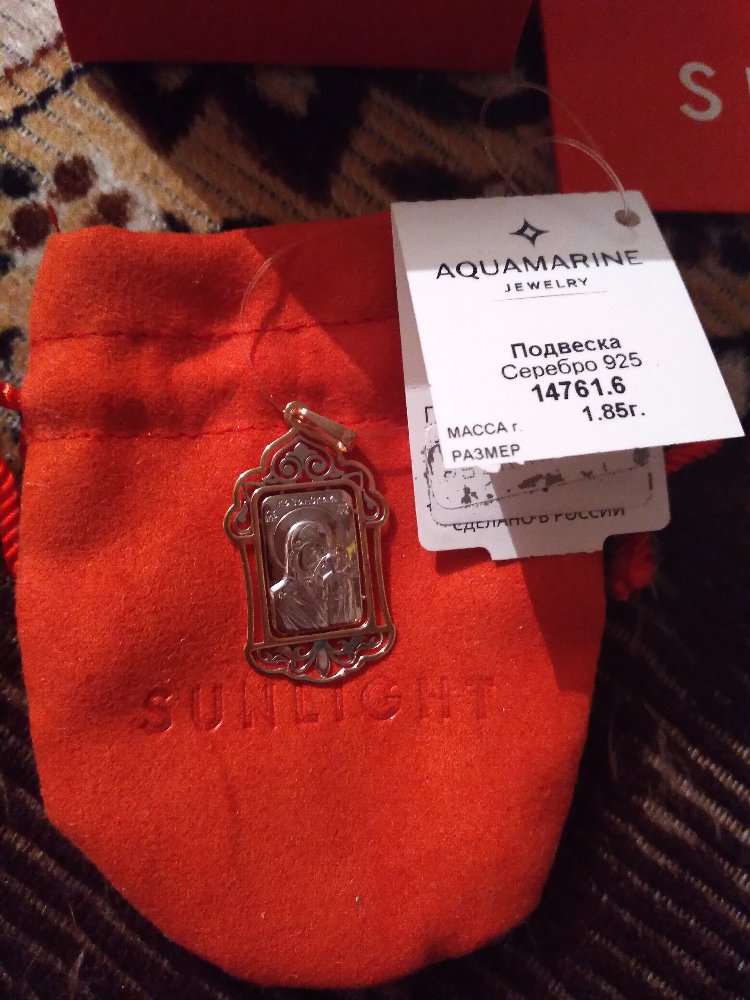 S
AQUAMARINE
JEWELRY
Подвеска
Серебро 925
14761.6
МАССА г. 1.85г.
РАЗМЕР
СДЕЛАНО В РОССИИ
SUNLIGHT